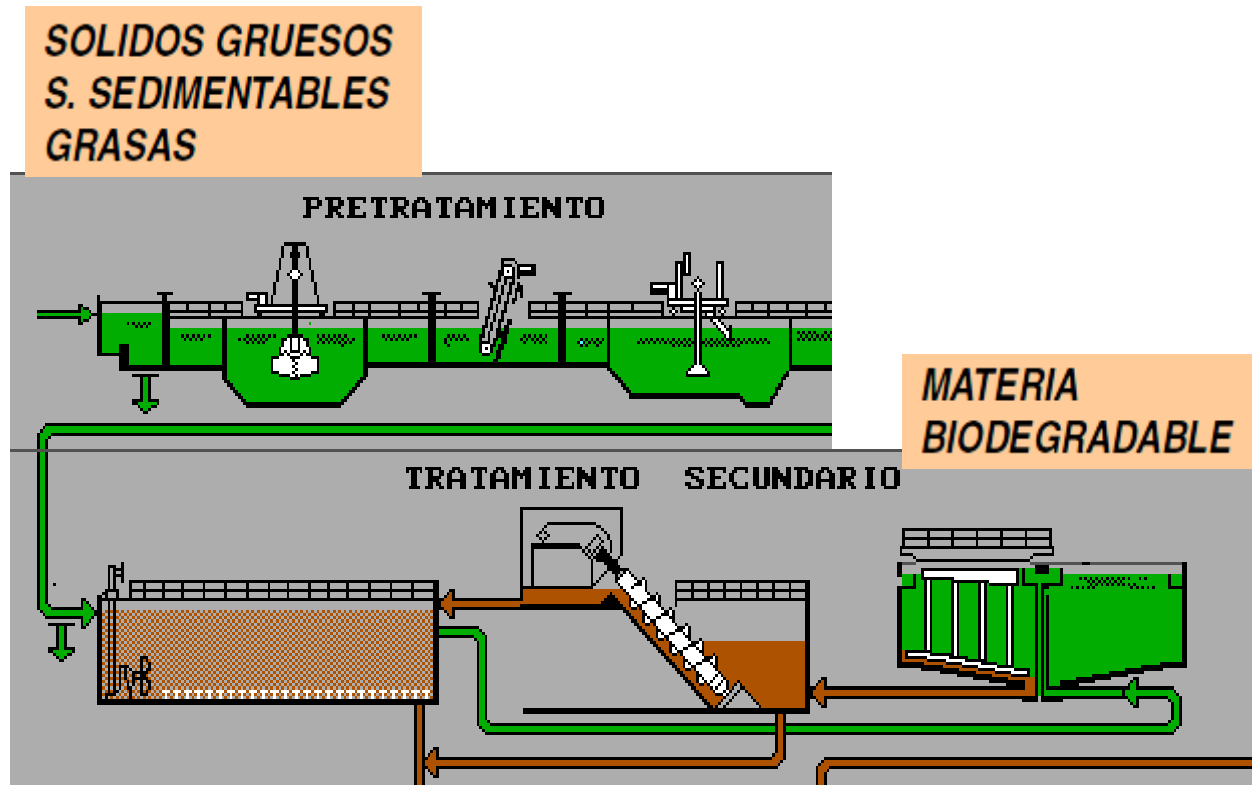 SOLIDOS GRUESOS
S. SEDIMENTABLES
GRASAS
PRETRATAMIENTO
MATERIA
BIODEGRADABLE
TRATAMIENTO SECUNDARIO